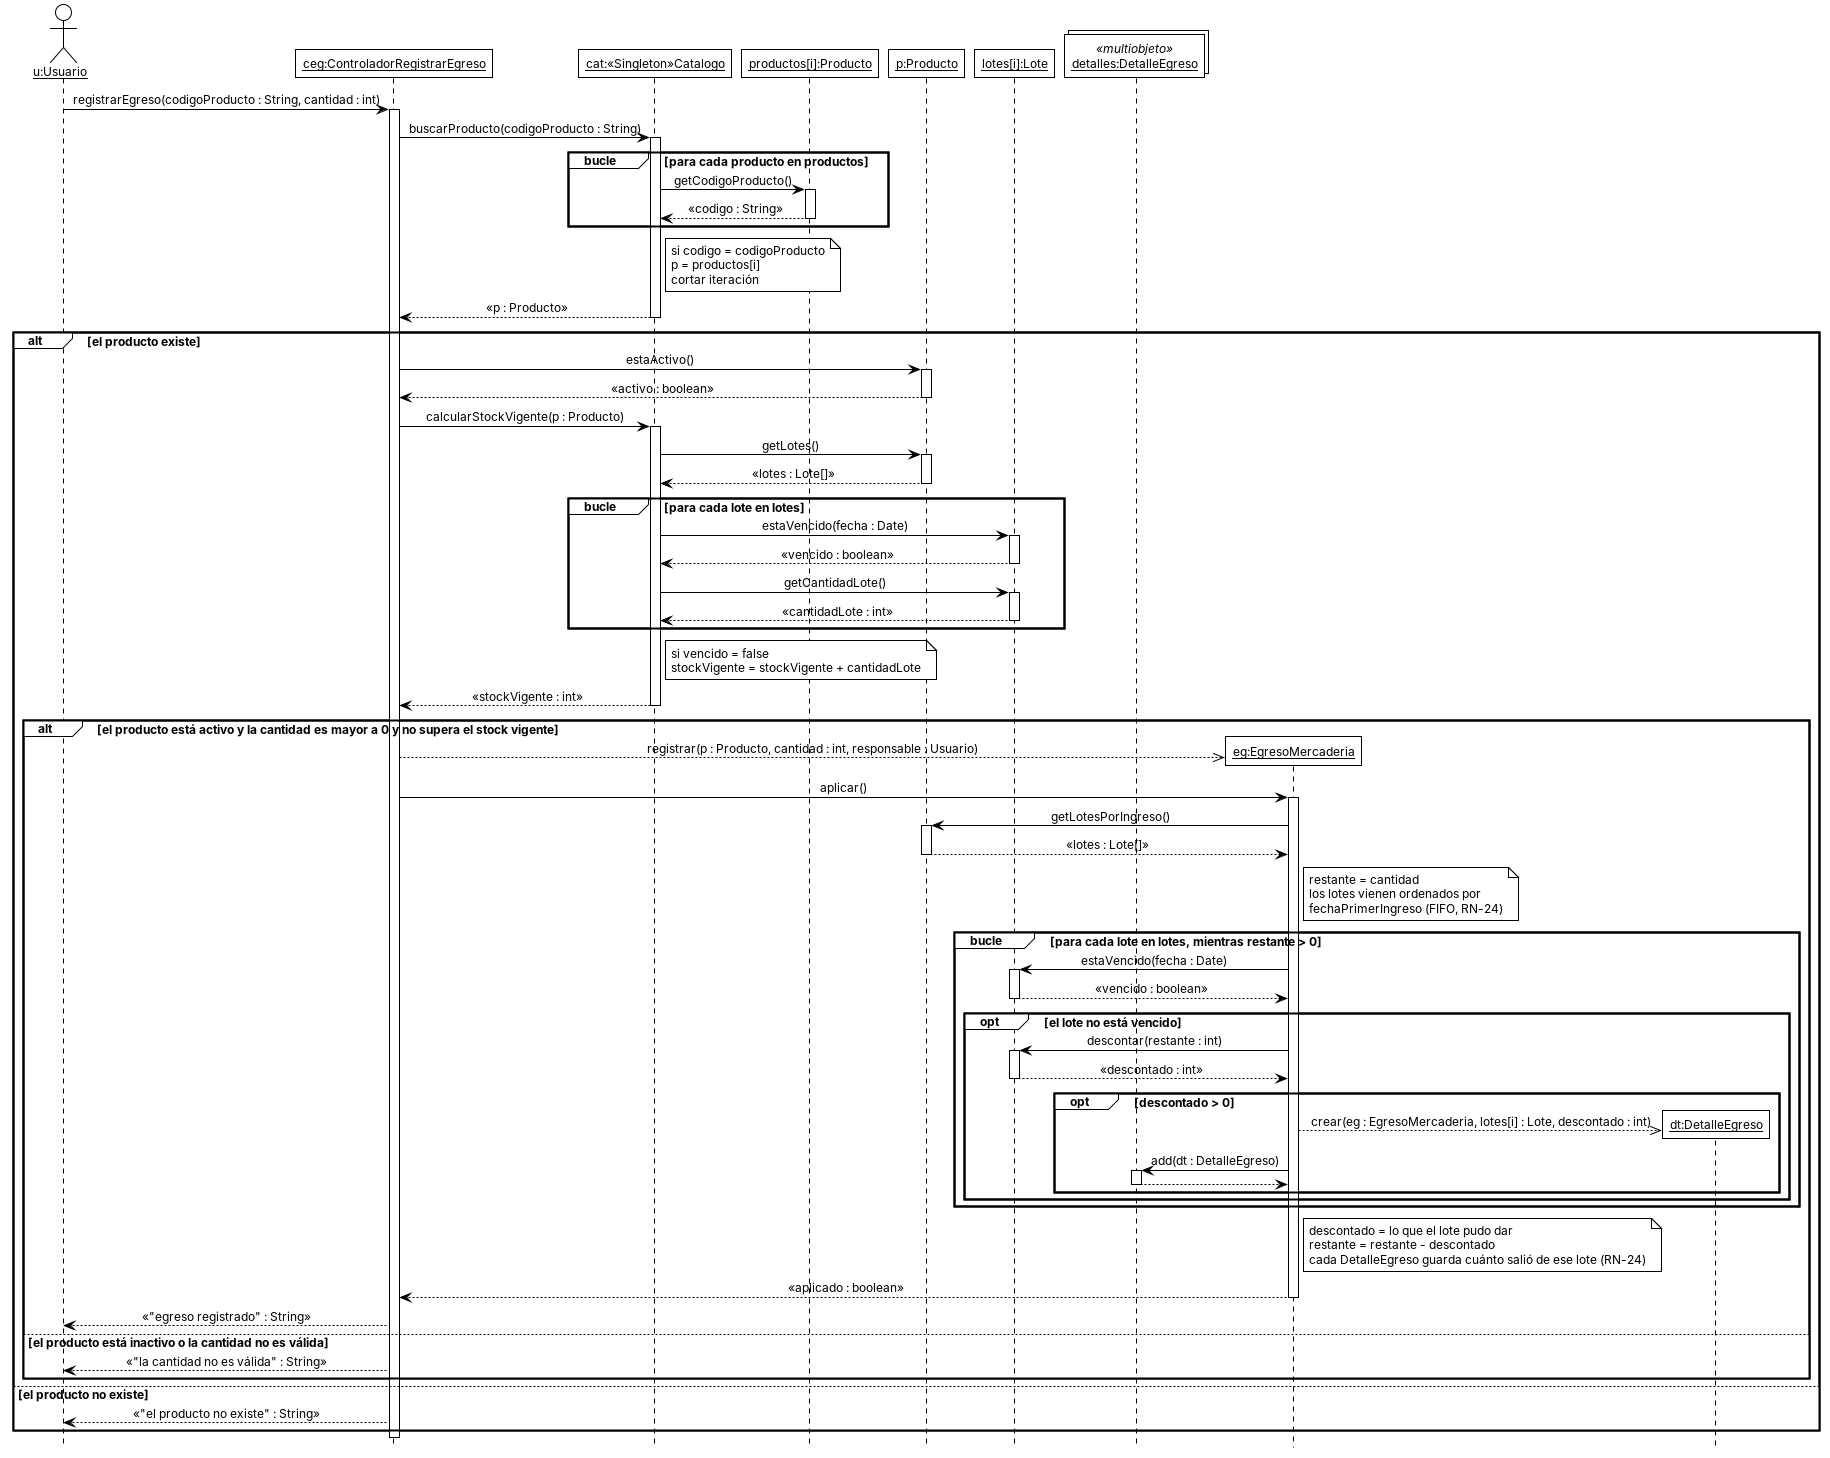 u:Usuario
ceg:ControladorRegistrarEgreso
cat:«Singleton»Catalogo
productos[i]:Producto
p:Producto
lotes[i]:Lote
«multiobjeto»
detalles:DetalleEgreso
registrarEgreso(codigoProducto : String, cantidad : int)
buscarProducto(codigoProducto : String)
bucle
[para cada producto en productos]
getCodigoProducto()
«codigo : String»
si codigo = codigoProducto
p = productos[i]
cortar iteración
«p : Producto»
alt
[el producto existe]
estaActivo()
«activo : boolean»
calcularStockVigente(p : Producto)
getLotes()
«lotes : Lote[]»
bucle
[para cada lote en lotes]
estaVencido(fecha : Date)
«vencido : boolean»
getCantidadLote()
«cantidadLote : int»
si vencido = false
stockVigente = stockVigente + cantidadLote
«stockVigente : int»
alt
[el producto está activo y la cantidad es mayor a 0 y no supera el stock vigente]
registrar(p : Producto, cantidad : int, responsable : Usuario)
eg:EgresoMercaderia
aplicar()
getLotesPorIngreso()
«lotes : Lote[]»
restante = cantidad
los lotes vienen ordenados por
fechaPrimerIngreso (FIFO, RN-24)
bucle
[para cada lote en lotes, mientras restante > 0]
estaVencido(fecha : Date)
«vencido : boolean»
opt
[el lote no está vencido]
descontar(restante : int)
«descontado : int»
opt
[descontado > 0]
crear(eg : EgresoMercaderia, lotes[i] : Lote, descontado : int)
dt:DetalleEgreso
add(dt : DetalleEgreso)
descontado = lo que el lote pudo dar
restante = restante - descontado
cada DetalleEgreso guarda cuánto salió de ese lote (RN-24)
«aplicado : boolean»
«"egreso registrado" : String»
[el producto está inactivo o la cantidad no es válida]
«"la cantidad no es válida" : String»
[el producto no existe]
«"el producto no existe" : String»